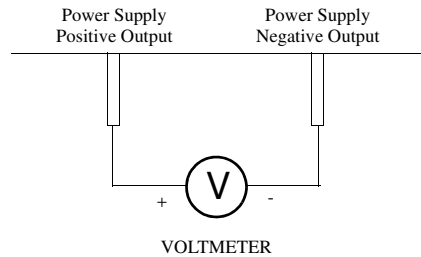 Power Supply
Positive Output
Power Supply
Negative Output
V
+
-
VOLTMETER